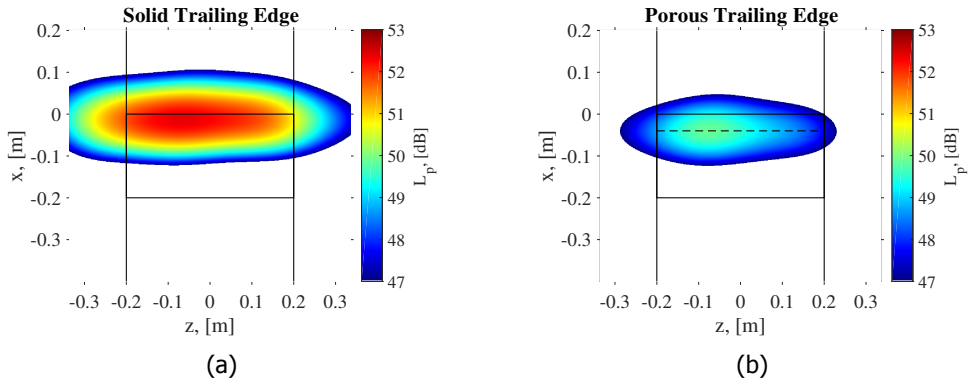 Solid Trailing Edge
0.2
0.1
0
-0.1
-0.2
-0.3
x, [m]
-0.3 -0.2 -0.1 0 0.1 0.2 0.3
z, [m]
53
52
51
50
49
48
47
Lp, [dB]
(a)
Porous Trailing Edge
0.2
0.1
0
-0.1
-0.2
-0.3
x, [m]
-0.3 -0.2 -0.1 0 0.1 0.2 0.3
z, [m]
53
52
51
50
49
48
47
Lp, [dB]
(b)